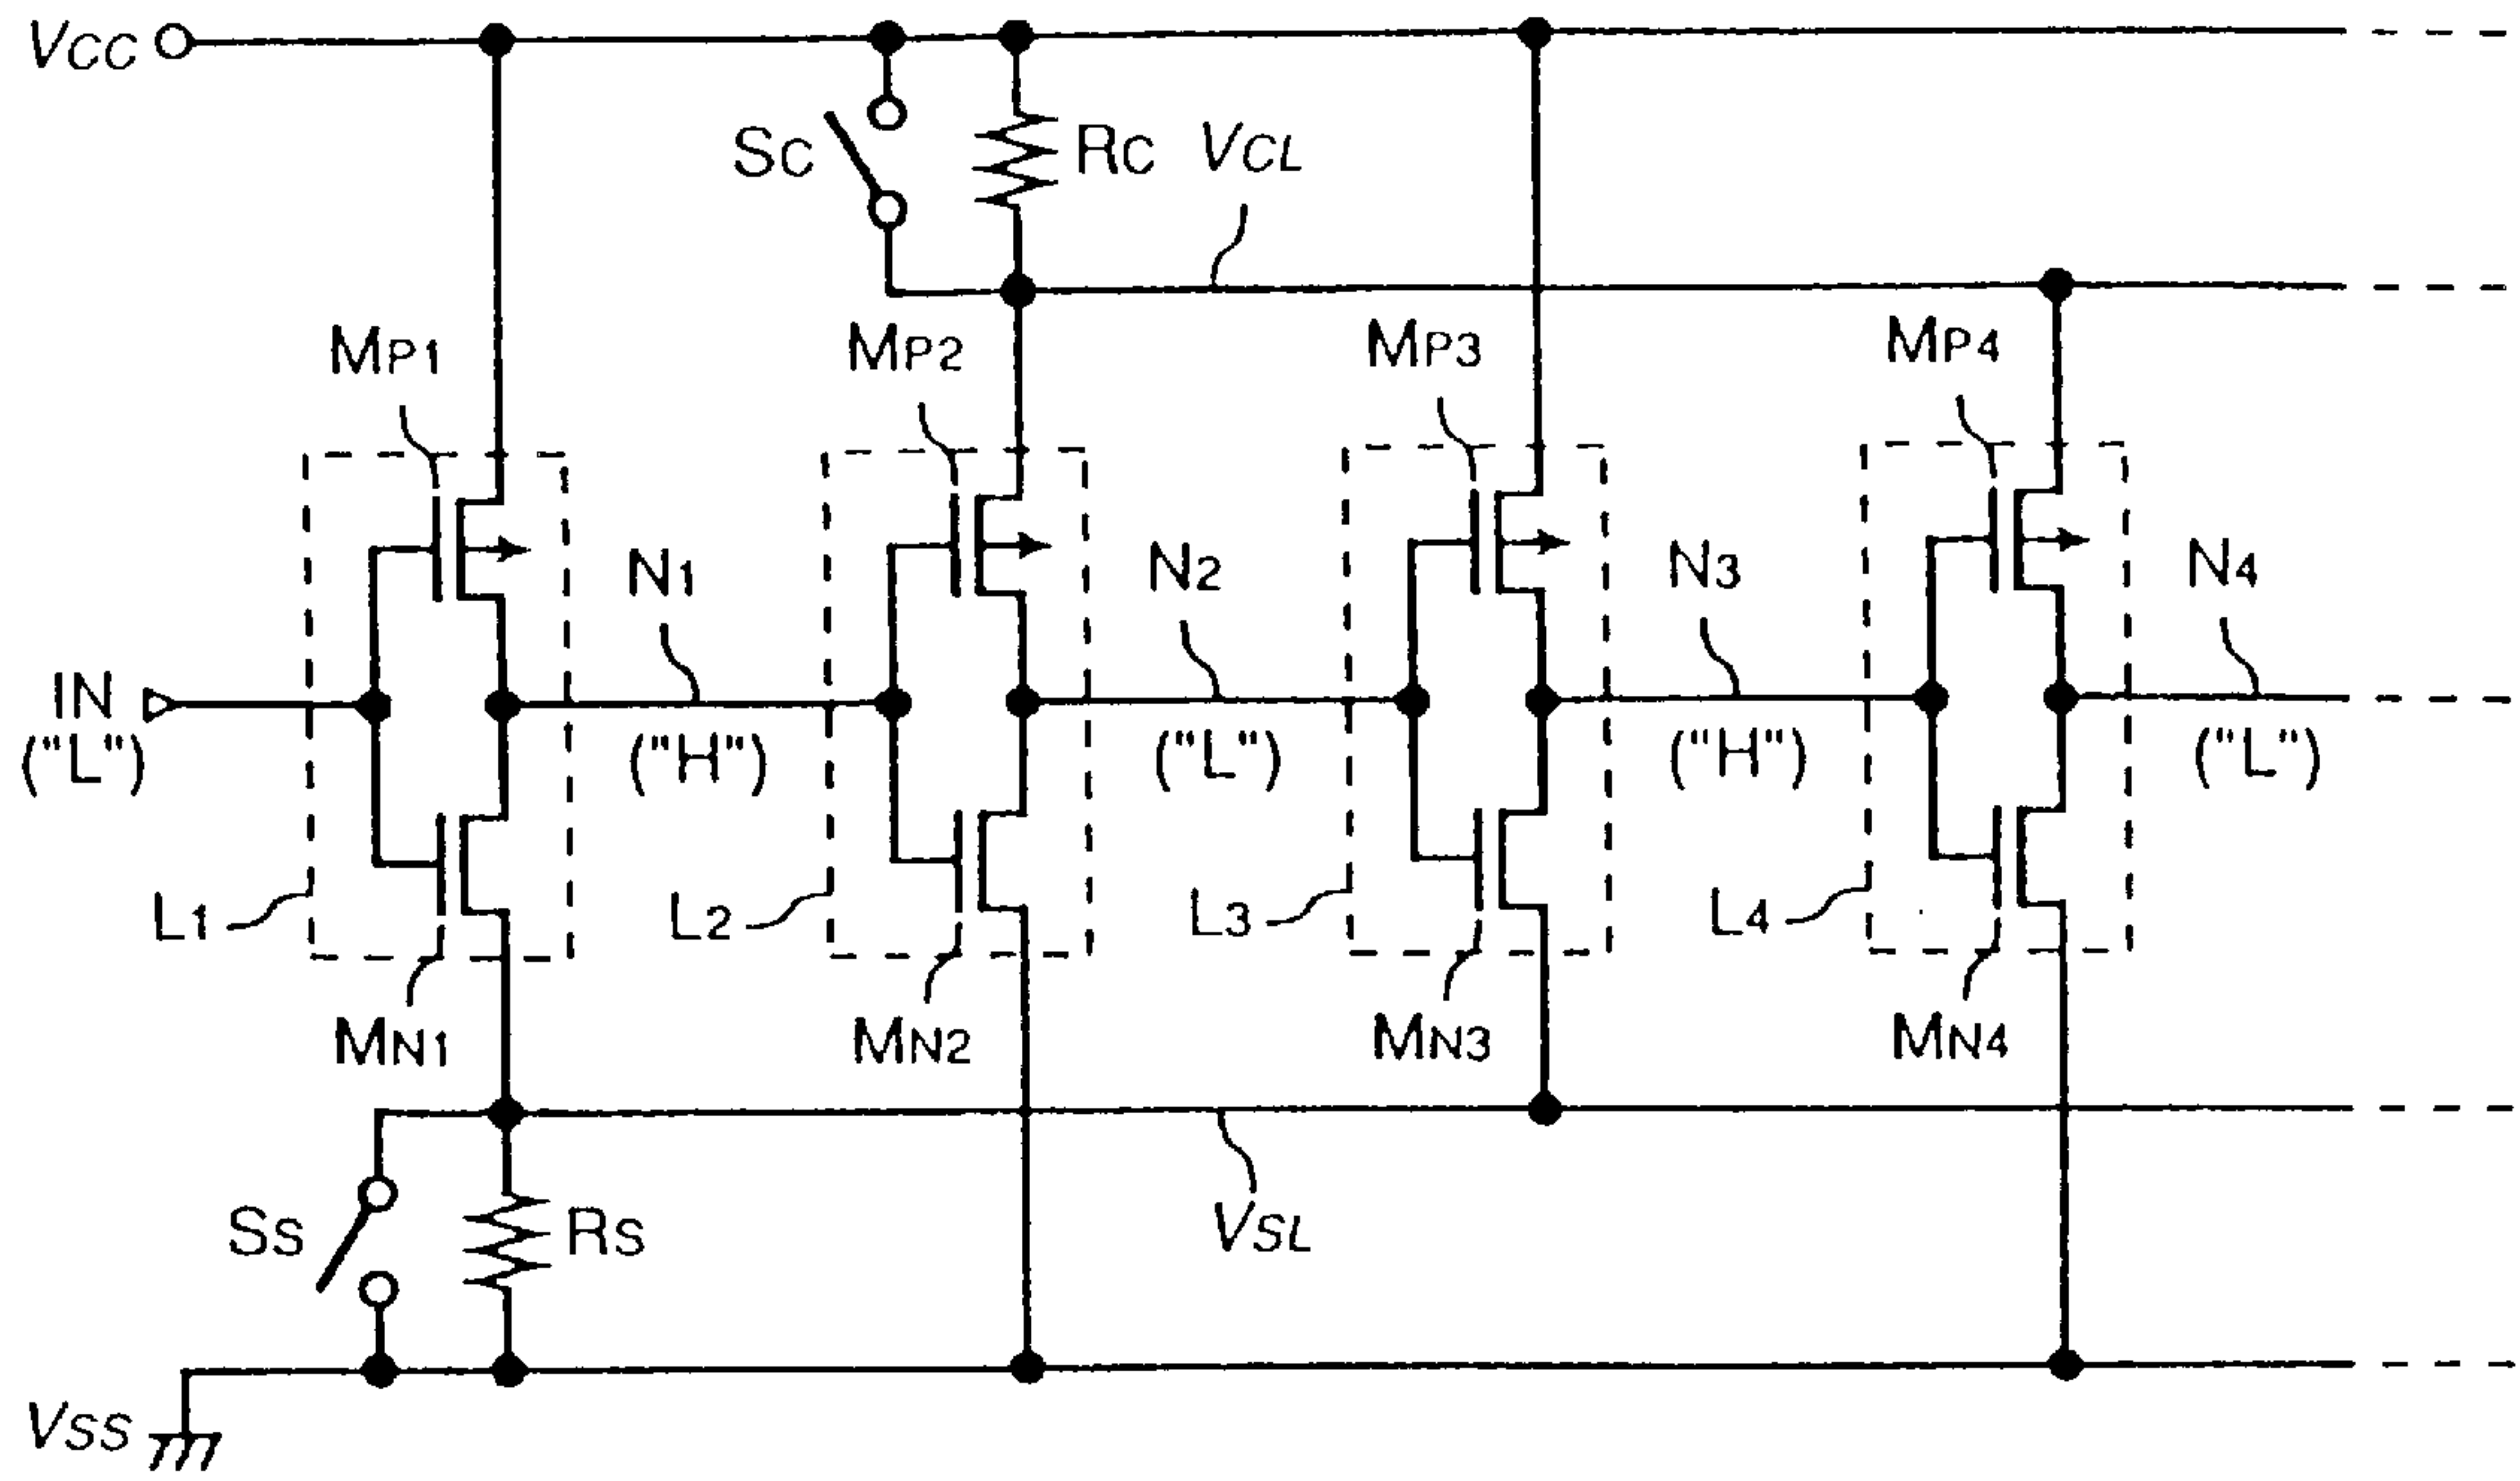 VCC
SC
RC
VCL
MP1
MP2
MP3
MP4
N1
N2
N3
N4
IN
("L")
("H")
("L")
("H")
("L")
L1
L2
L3
L4
MN1
MN2
MN3
MN4
SS
RS
VSL
VSS